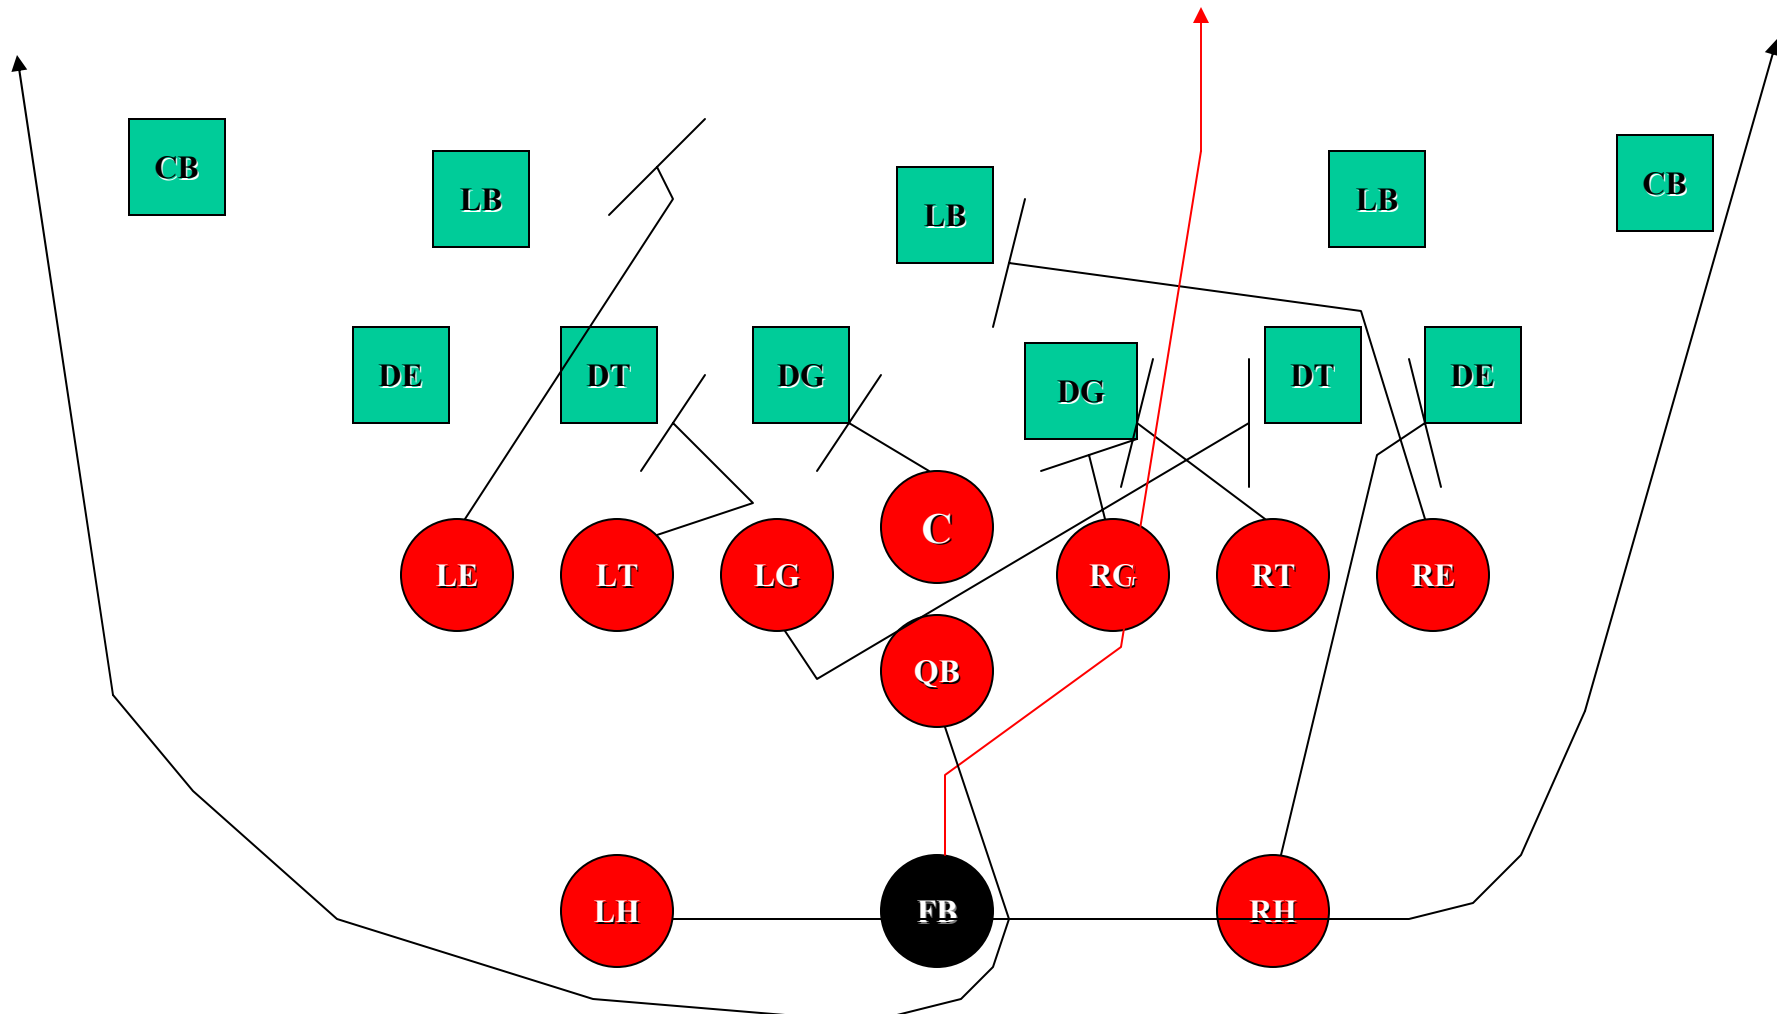 CB
LB
LB
LB
CB
DE
DT
DG
DG
DT
DE
LE
LT
LG
C
RG
RT
RE
QB
LH
FB
RH